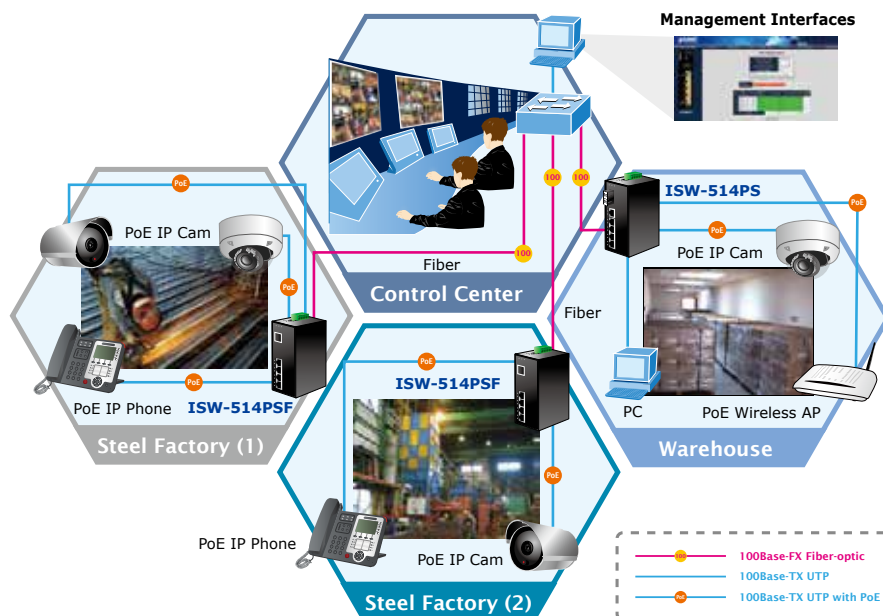 Management Interfaces
100
100
100
PoE
PoE
PoE
PoE IP Cam
Fiber
Control Center
ISW-514PS
PoE
PoE
PoE IP Cam
Fiber
PC
PoE Wireless AP
Warehouse
PoE
PoE IP Phone
ISW-514PSF
Steel Factory (1)
PoE
ISW-514PSF
PoE
PoE IP Phone
PoE IP Cam
Steel Factory (2)
100
100Base-FX Fiber-optic
100Base-TX UTP
PoE
100Base-TX UTP with PoE